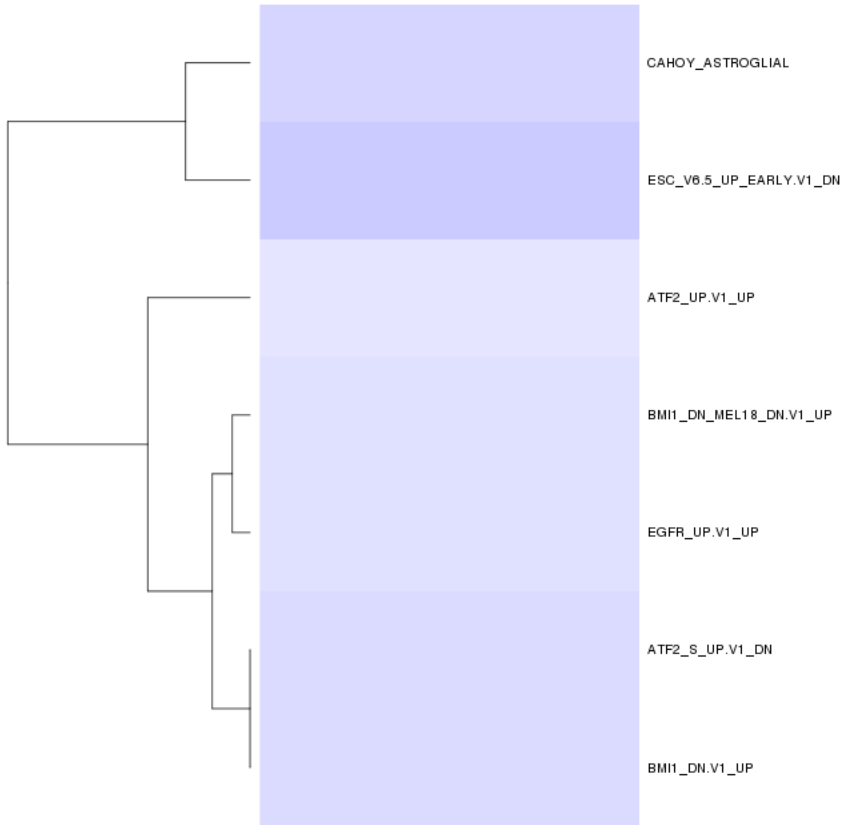 CAHOY_ASTROGLIAL
ESC_V6.5_UP_EARLY.V1_DN
ATF2_UP.V1_UP
BMI1_DN_MEL18_DN.V1_UP
EGFR_UP.V1_UP
ATF2_S_UP.V1_DN
BMI1_DN.V1_UP